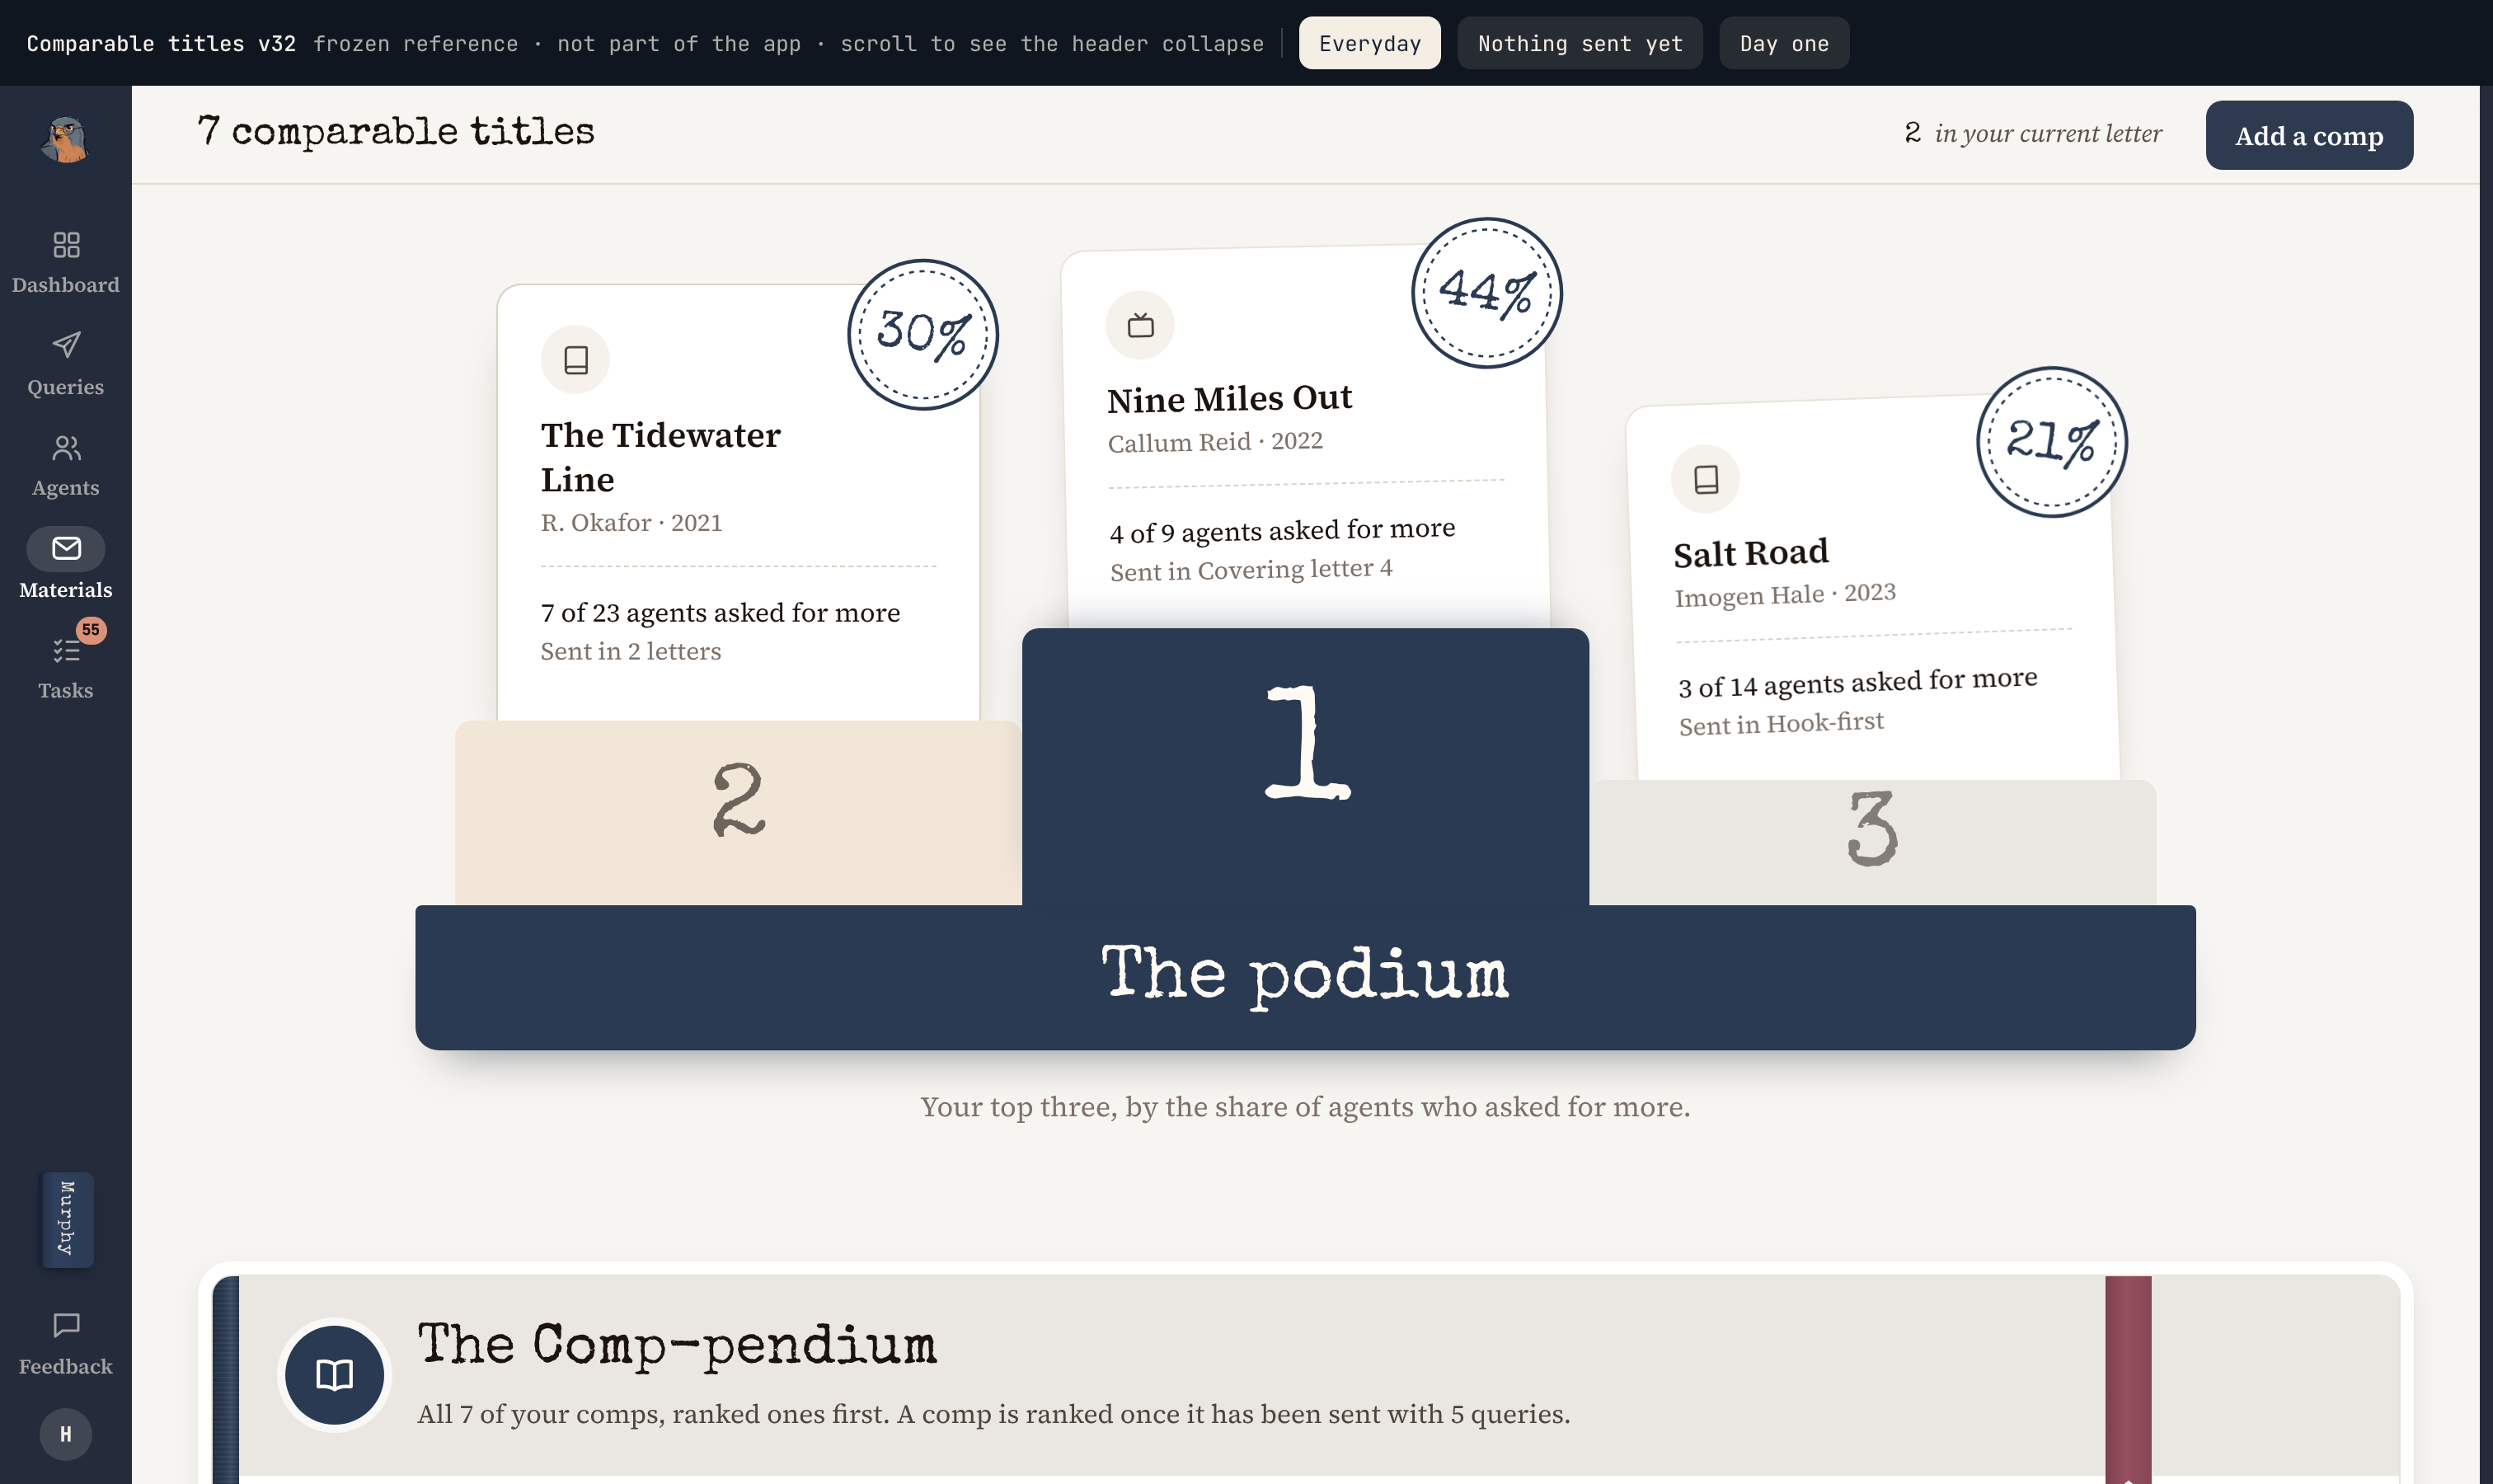 Comparable titles v32 frozen reference · not part of the app · scroll to see the header collapse
Everyday
Nothing sent yet
Day one
Dashboard
Queries
Agents
Materials
55
Tasks
Murphy
Feedback
H
7 comparable titles
2 in your current letter
Add a comp
30%
The Tidewater
Line
R. Okafor · 2021
7 of 23 agents asked for more
Sent in 2 letters
2
44%
Nine Miles Out
Callum Reid · 2022
4 of 9 agents asked for more
Sent in Covering letter 4
1
21%
Salt Road
Imogen Hale · 2023
3 of 14 agents asked for more
Sent in Hook-first
3
The podium
Your top three, by the share of agents who asked for more.
The Comp-pendium
All 7 of your comps, ranked ones first. A comp is ranked once it has been sent with 5 queries.